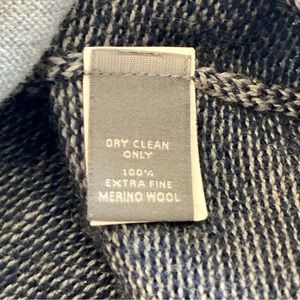 DRY CLEAN
ONLY
100%
EXTRA FINE
MERINO WOOL